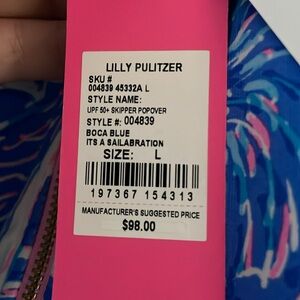 LILLY PULITZER
SKU #
004839 45332A L
STYLE NAME:
UPF 50+ SKIPPER POPOVER
STYLE #: 004839
BOCA BLUE
ITS A SAILABRATION
SIZE: L
197367 154313
MANUFACTURER'S SUGGESTED PRICE
$98.00